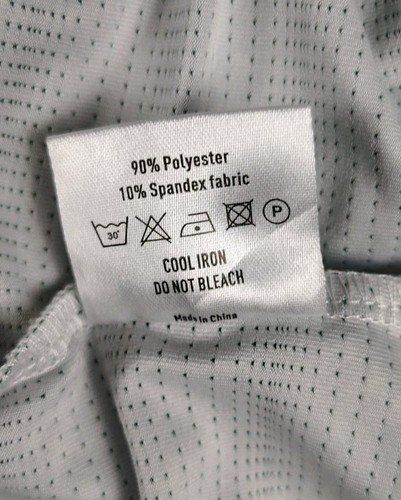 90% Polyester
10% Spandex fabric
30°
P
COOL IRON
DO NOT BLEACH
Made in China